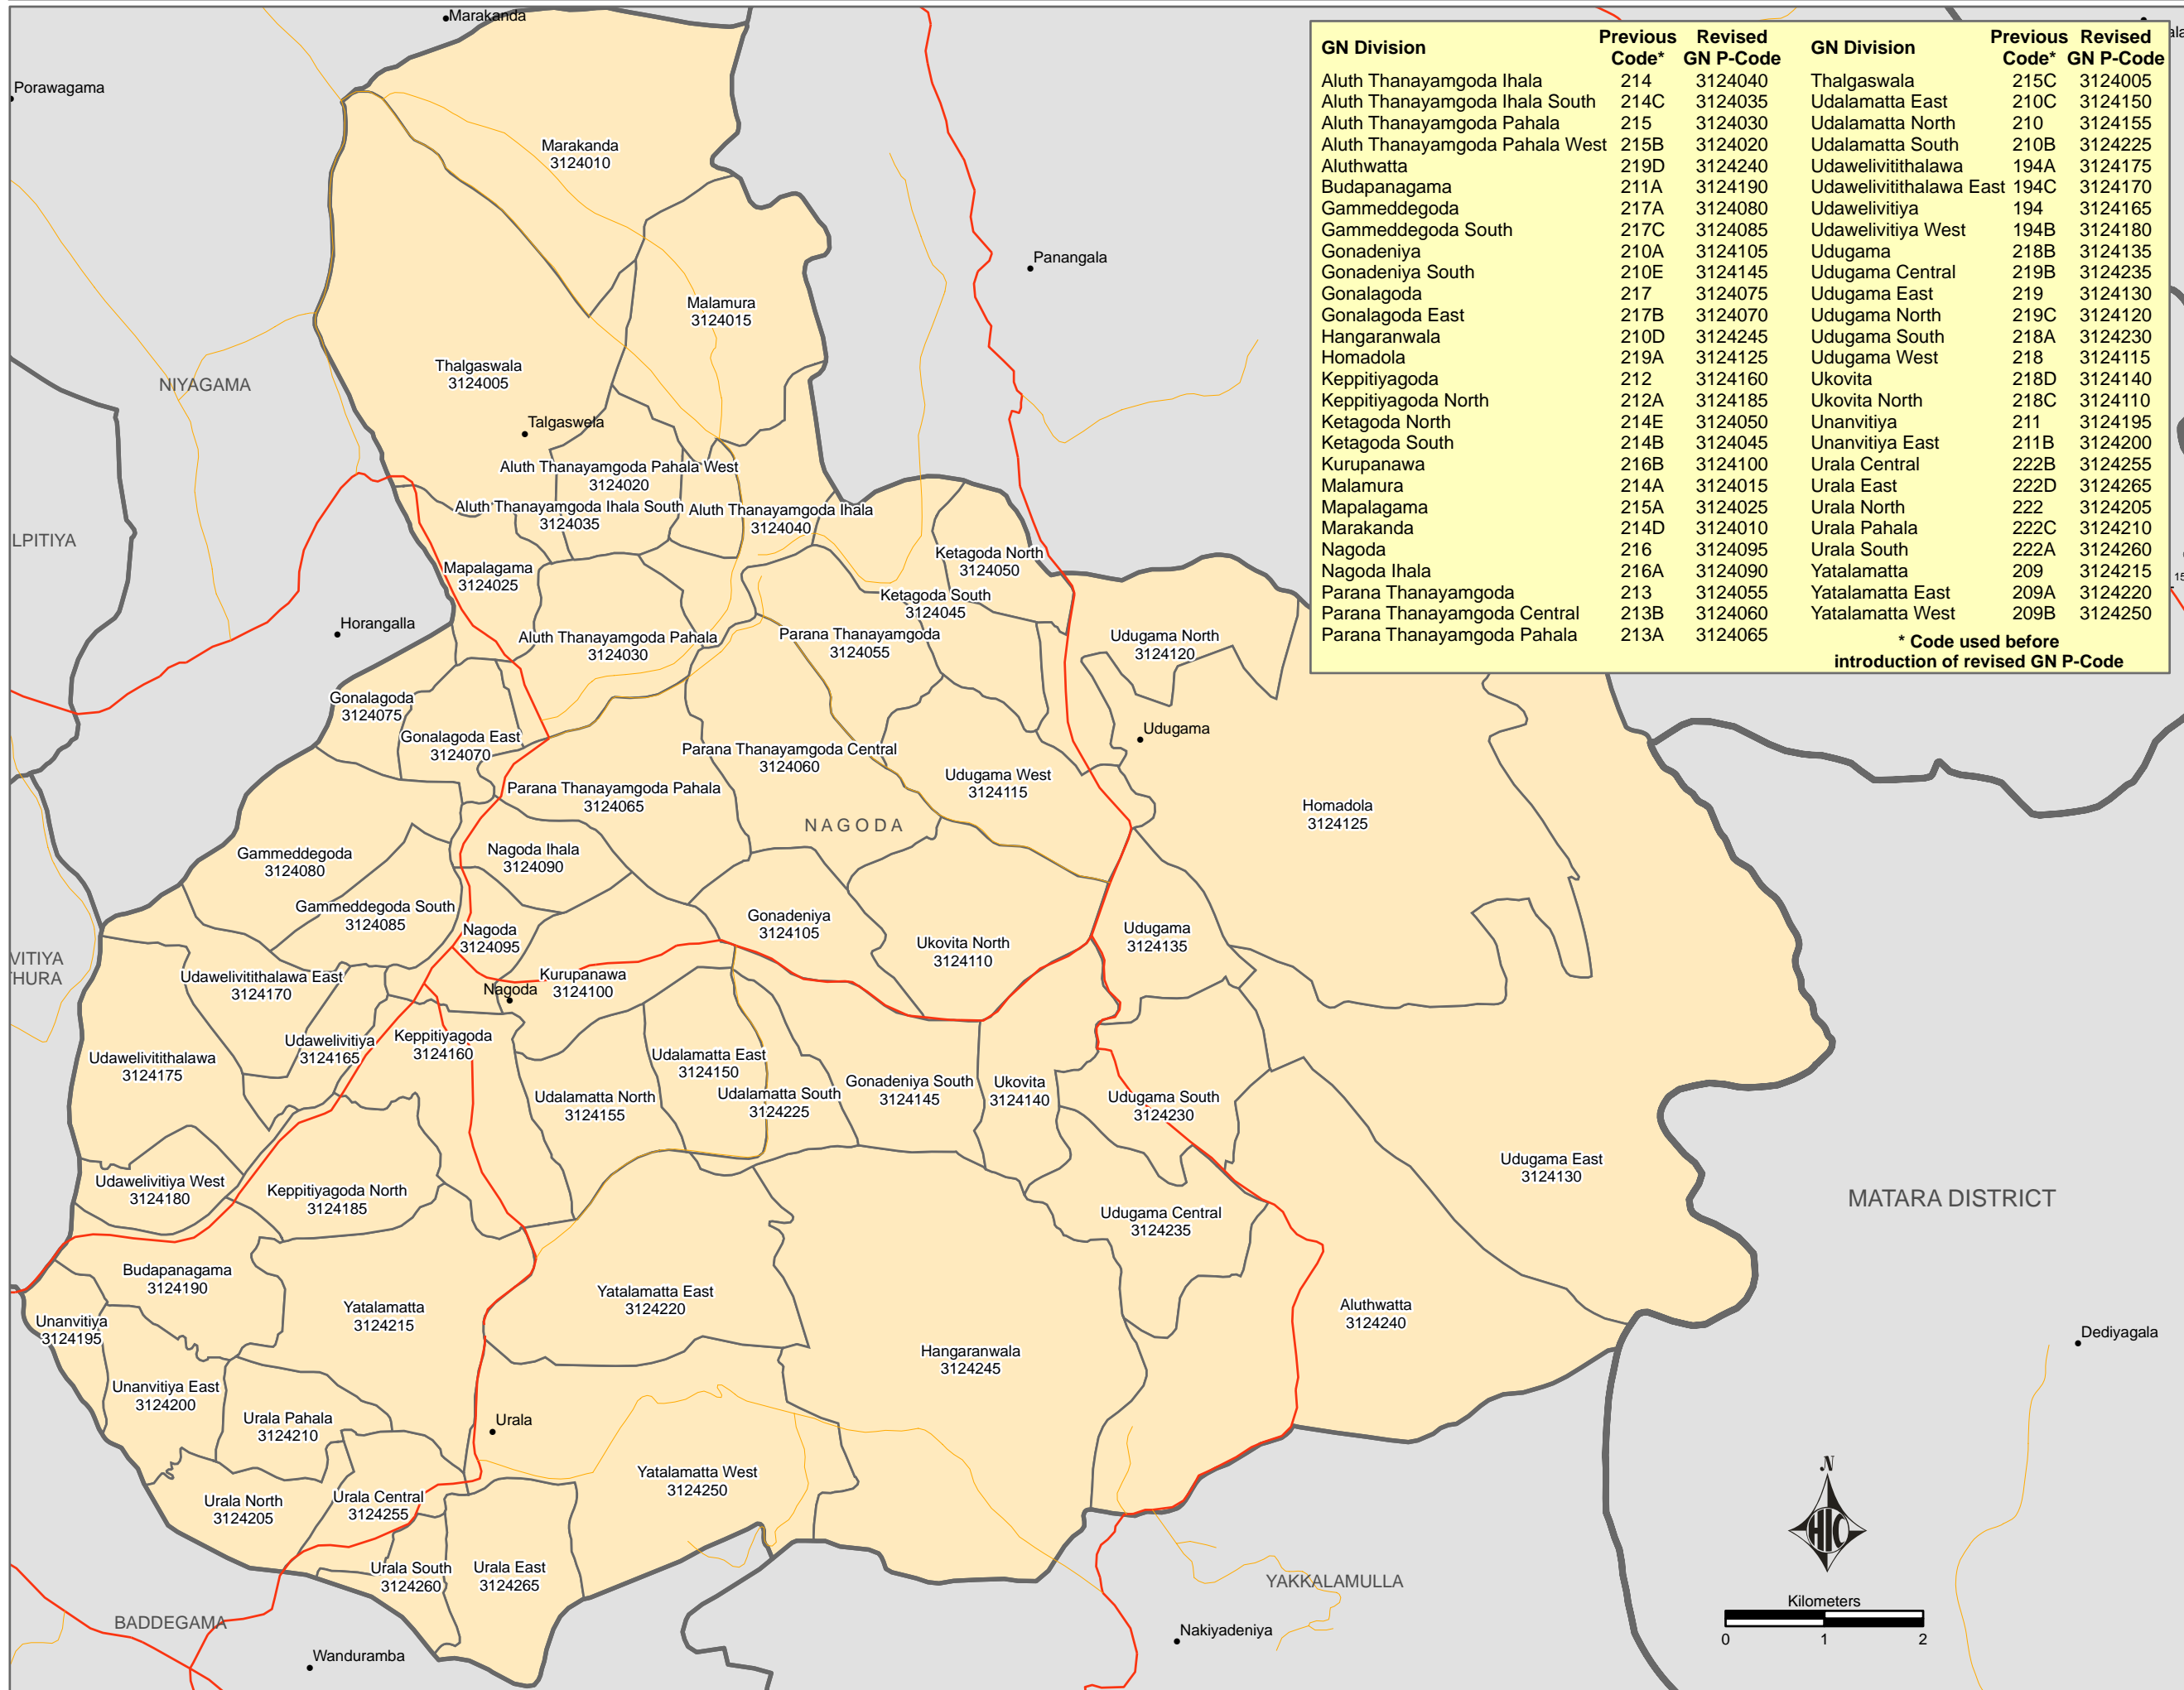 GN Division Previous Code* Revised GN P-Code GN Division Previous Code* Revised GN P-Code
Aluth Thanayamgoda Ihala 214 3124040 Thalgaswala 215C 3124005
Aluth Thanayamgoda Ihala South 214C 3124035 Udalamatta East 210C 3124150
Aluth Thanayamgoda Pahala 215 3124030 Udalamatta North 210 3124155
Aluth Thanayamgoda Pahala West 215B 3124020 Udalamatta South 210B 3124225
Aluthwatta 219D 3124240 Udawelivitithalawa 194A 3124175
Budapanagama 211A 3124190 Udawelivitithalawa East 194C 3124170
Gammeddegoda 217A 3124080 Udawelivitiya 194 3124165
Gammeddegoda South 217C 3124085 Udawelivitiya West 194B 3124180
Gonadeniya 210A 3124105 Udugama 218B 3124135
Gonadeniya South 210E 3124145 Udugama Central 219B 3124235
Gonalagoda 217 3124075 Udugama East 219 3124130
Gonalagoda East 217B 3124070 Udugama North 219C 3124120
Hangaranwala 210D 3124245 Udugama South 218A 3124230
Homadola 219A 3124125 Udugama West 218 3124115
Keppitiyagoda 212 3124160 Ukovita 218D 3124140
Keppitiyagoda North 212A 3124185 Ukovita North 218C 3124110
Ketagoda North 214E 3124050 Unanvitiya 211 3124195
Ketagoda South 214B 3124045 Unanvitiya East 211B 3124200
Kurupanawa 216B 3124100 Urala Central 222B 3124255
Malamura 214A 3124015 Urala East 222D 3124265
Mapalagama 215A 3124025 Urala North 222 3124205
Marakanda 214D 3124010 Urala Pahala 222C 3124210
Nagoda 216 3124095 Urala South 222A 3124260
Nagoda Ihala 216A 3124090 Yatalamatta 209 3124215
Parana Thanayamgoda 213 3124055 Yatalamatta East 209A 3124220
Parana Thanayamgoda Central 213B 3124060 Yatalamatta West 209B 3124250
Parana Thanayamgoda Pahala 213A 3124065
* Code used before
introduction of revised GN P-Code
Marakanda
Porawagama
Marakanda
3124010
Panangala
Malamura
3124015
NIYAGAMA
Thalgaswala
3124005
Talgaswela
Aluth Thanayamgoda Pahala West
3124020
Aluth Thanayamgoda Ihala South
3124035
Aluth Thanayamgoda Ihala
3124040
LPITIYA
Ketagoda North
3124050
Mapalagama
3124025
Ketagoda South
3124045
Horangalla
Aluth Thanayamgoda Pahala
3124030
Parana Thanayamgoda
3124055
Udugama North
3124120
Gonalagoda
3124075
Gonalagoda East
3124070
Udugama
Parana Thanayamgoda Central
3124060
Udugama West
3124115
Parana Thanayamgoda Pahala
3124065
Homadola
3124125
NAGODA
Gammeddegoda
3124080
Nagoda Ihala
3124090
Gammeddegoda South
3124085
Nagoda
3124095
Gonadeniya
3124105
Ukovita North
3124110
Udugama
3124135
VITIYA
THURA
Udawelivitithalawa East
3124170
Kurupanawa
3124100
Nagoda
Udawelivitiya
3124165
Keppitiyagoda
3124160
Udawelivitithalawa
3124175
Udalamatta East
3124150
Udalamatta North
3124155
Udalamatta South
3124225
Gonadeniya South
3124145
Ukovita
3124140
Udugama South
3124230
Udugama East
3124130
Udawelivitiya West
3124180
Keppitiyagoda North
3124185
MATARA DISTRICT
Udugama Central
3124235
Budapanagama
3124190
Yatalamatta East
3124220
Unanvitiya
3124195
Yatalamatta
3124215
Aluthwatta
3124240
Dediyagala
Hangaranwala
3124245
Unanvitiya East
3124200
Urala Pahala
3124210
Urala
Yatalamatta West
3124250
Urala North
3124205
Urala Central
3124255
N
HIC
Urala South
3124260
Urala East
3124265
YAKKALAMULLA
BADDEGAMA
Nakiyadeniya
Wanduramba
Kilometers
0 1 2